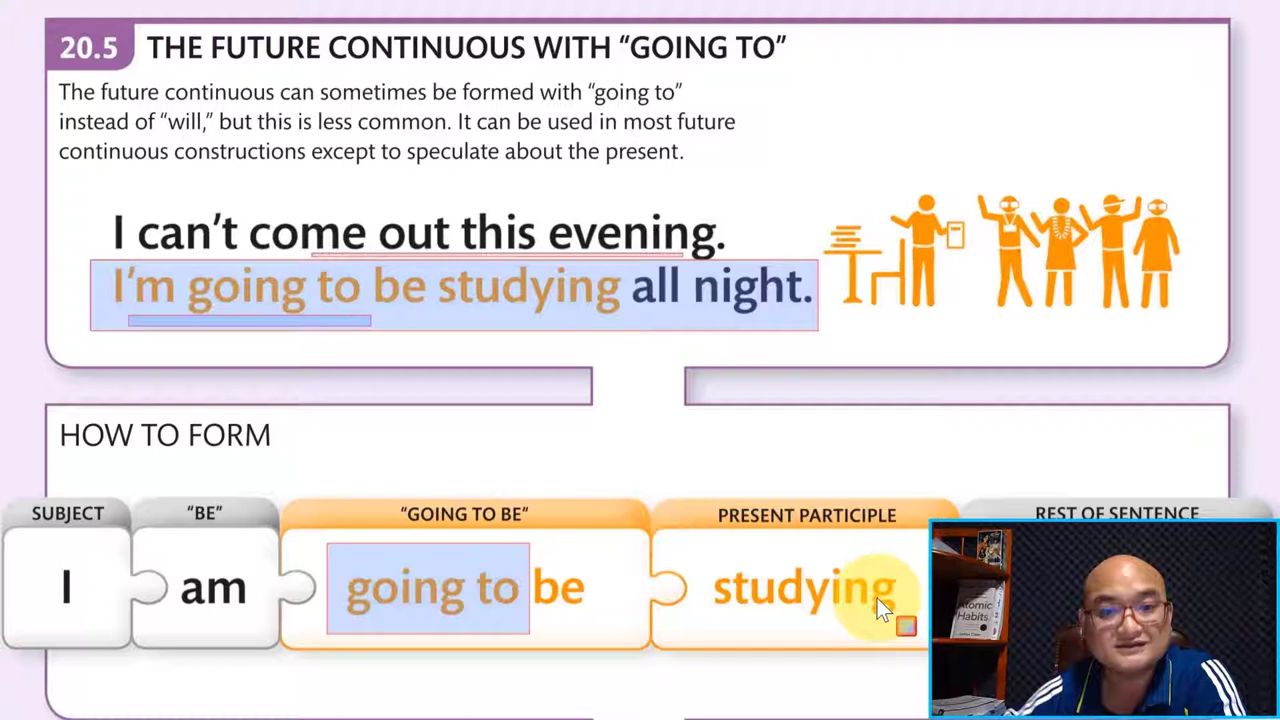 20.5 THE FUTURE CONTINUOUS WITH “GOING TO”
The future continuous can sometimes be formed with “going to”
instead of “will,” but this is less common. It can be used in most future
continuous constructions except to speculate about the present.
I can’t come out this evening.
I’m going to be studying all night.
HOW TO FORM
SUBJECT “BE” “GOING TO BE” PRESENT PARTICIPLE REST OF SENTENCE
I am going to be studying
Atomic
Habits